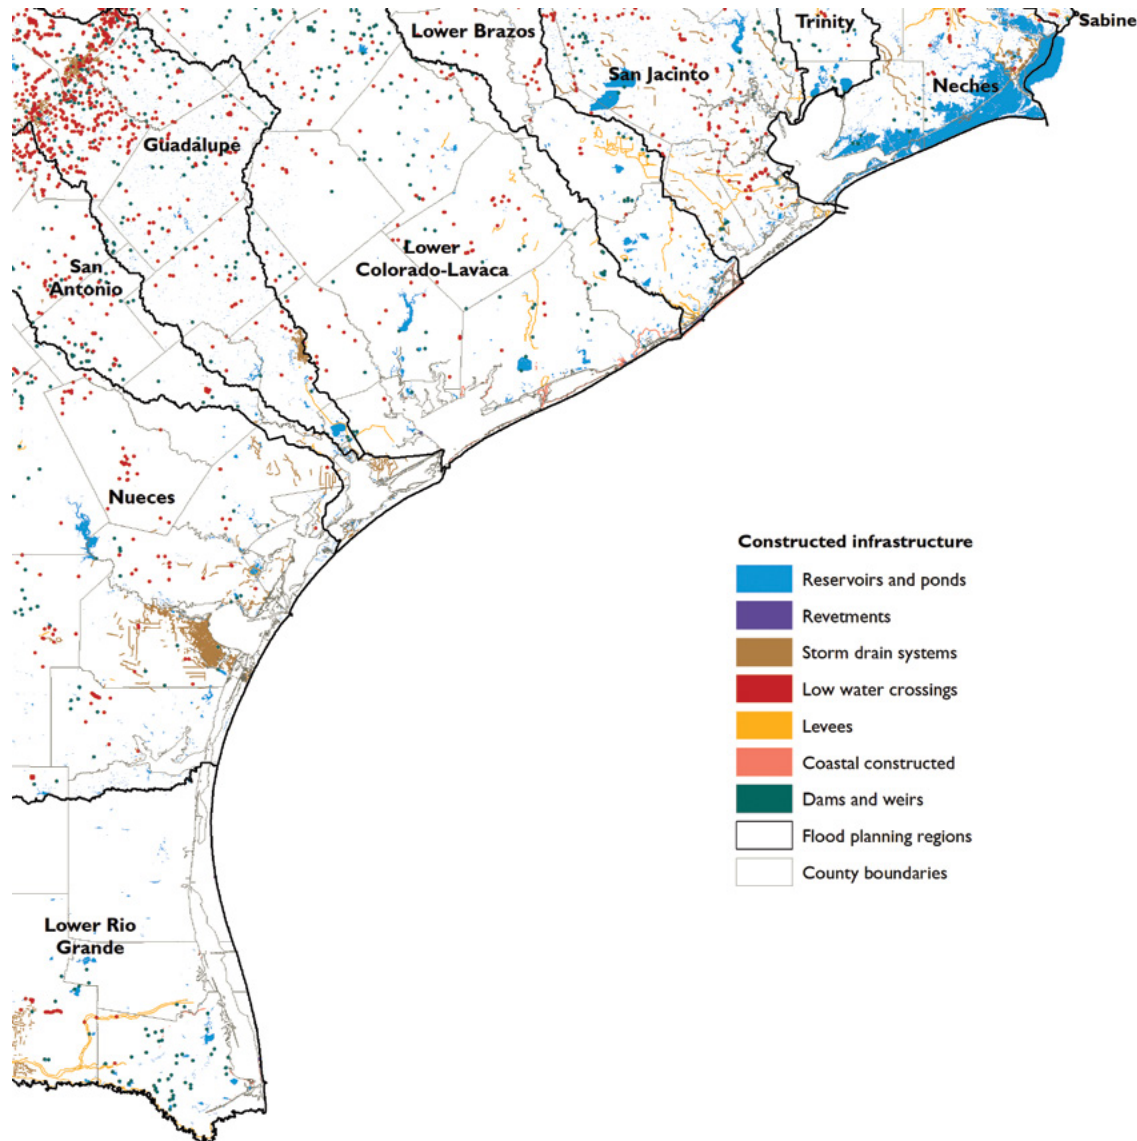 Lower Brazos
Trinity
Sabine
San Jacinto
Neches
Guadalupe
Lower
Colorado-Lavaca
San
Antonio
Nueces
Constructed infrastructure
Reservoirs and ponds
Revetments
Storm drain systems
Low water crossings
Levees
Coastal constructed
Dams and weirs
Flood planning regions
County boundaries
Lower Rio
Grande